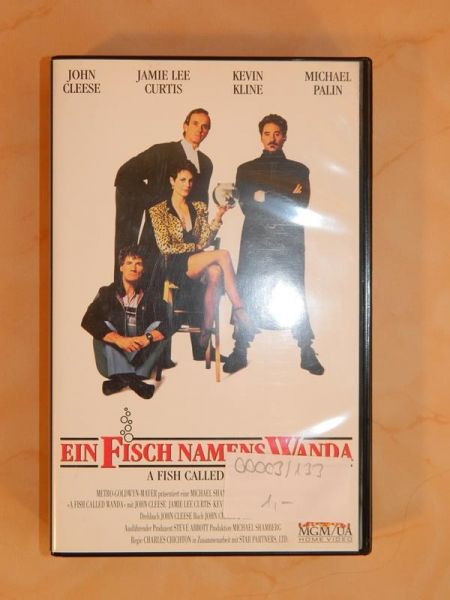 JOHN CLEESE
JAMIE LEE CURTIS
KEVIN KLINE
MICHAEL PALIN
EIN FISCH NAMENS WANDA
A FISH CALLED
00003/133
1,-
METRO-GOLDWYN-MAYER präsentiert eine MICHAEL
»A FISH CALLED WANDA« mit JOHN CLEESE JAMIE LEE CURTIS
Drehbuch JOHN CLEESE Buch JOHN
Ausführender Produzent STEVE ABBOTT Produktion MICHAEL SHAMBERG
Regie CHARLES CRICHTON in Zusammenarbeit mit STAR PARTNERS, LTD.
MGM/UA
HOME VIDEO